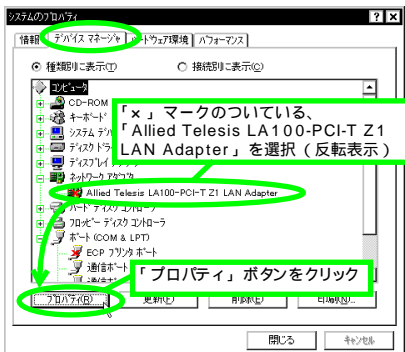 システムのプロパティ
情報
デバイス マネージャ
ハードウェア環境
パフォーマンス
種類別に表示(T)
接続別に表示(C)
コンピュータ
CD-ROM
キーボード
システム デバ
ディスク ドラ
ディスプレイ
ネットワーク アダプタ
Allied Telesis LA100-PCI-T Z1 LAN Adapter
ハード ディスク コントローラ
フロッピー ディスク コントローラ
ポート (COM & LPT)
ECP プリンタ ポート
通信ポート
「×」マークのついている、
「Allied Telesis LA100-PCI-T Z1
LAN Adapter」を選択（反転表示）
「プロパティ」ボタンをクリック
プロパティ(R)
更新(F)
削除(E)
印刷(N)...
閉じる
キャンセル